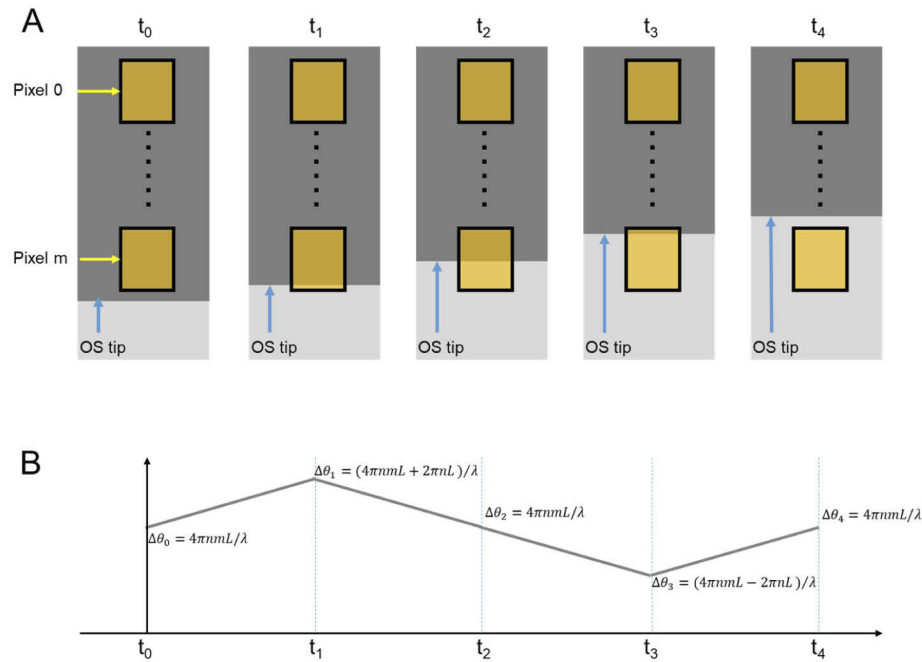 A
t0 t1 t2 t3 t4
Pixel 0
Pixel m
OS tip OS tip OS tip OS tip OS tip
B
Δθ1 = (4πnmL + 2πnL)/λ
Δθ2 = 4πnmL/λ
Δθ4 = 4πnmL/λ
Δθ0 = 4πnmL/λ
Δθ3 = (4πnmL − 2πnL)/λ
t0 t1 t2 t3 t4